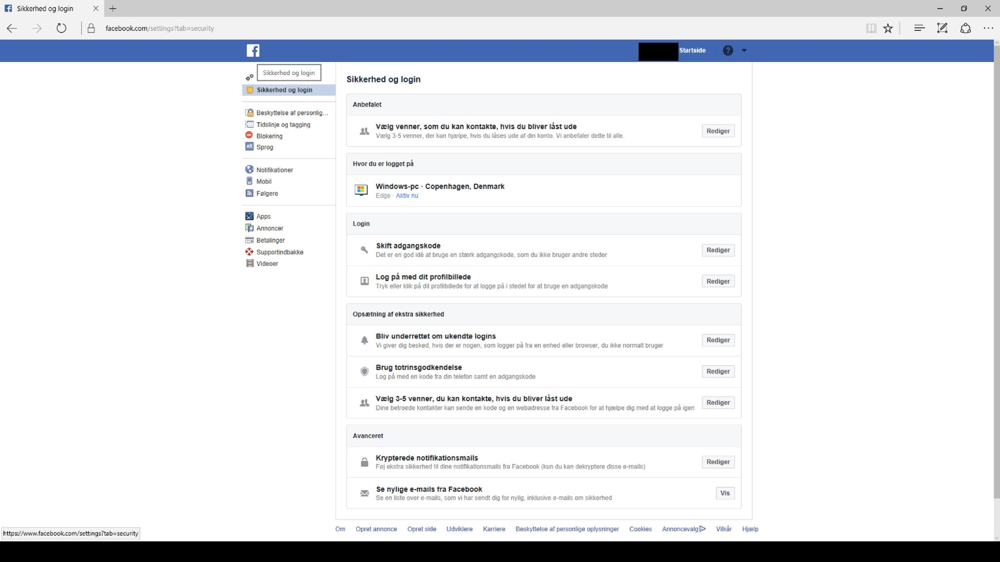 Sikkerhed og login
facebook.com/settings?tab=security
Startside
?
Sikkerhed og login
Sikkerhed og login
Beskyttelse af personlig...
Tidslinje og tagging
Blokering
Sprog
Notifikationer
Mobil
Følgere
Apps
Annoncer
Betalinger
Supportindbakke
Videoer
Sikkerhed og login
Anbefalet
Vælg venner, som du kan kontakte, hvis du bliver låst ude
Vælg 3-5 venner, der kan hjælpe, hvis du låses ude af din konto. Vi anbefaler dette til alle.
Rediger
Hvor du er logget på
Windows-pc · Copenhagen, Denmark
Edge · Aktiv nu
Login
Skift adgangskode
Det er en god idé at bruge en stærk adgangskode, som du ikke bruger andre steder
Rediger
Log på med dit profilbillede
Tryk eller klik på dit profilbillede for at logge på i stedet for at bruge en adgangskode
Rediger
Opsætning af ekstra sikkerhed
Bliv underrettet om ukendte logins
Vi giver dig besked, hvis der er nogen, som logger på fra en enhed eller browser, du ikke normalt bruger
Rediger
Brug totrinsgodkendelse
Log på med en kode fra din telefon samt en adgangskode
Rediger
Vælg 3-5 venner, du kan kontakte, hvis du bliver låst ude
Dine betroede kontakter kan sende en kode og en webadresse fra Facebook for at hjælpe dig med at logge på igen
Rediger
Avanceret
Krypterede notifikationsmails
Føj ekstra sikkerhed til dine notifikationsmails fra Facebook (kun du kan dekryptere disse e-mails)
Rediger
Se nylige e-mails fra Facebook
Se en liste over e-mails, som vi har sendt dig for nylig, inklusive e-mails om sikkerhed
Vis
Om Opret annonce Opret side Udviklere Karriere Beskyttelse af personlige oplysninger Cookies Annoncevalg Vilkår Hjælp
https://www.facebook.com/settings?tab=security